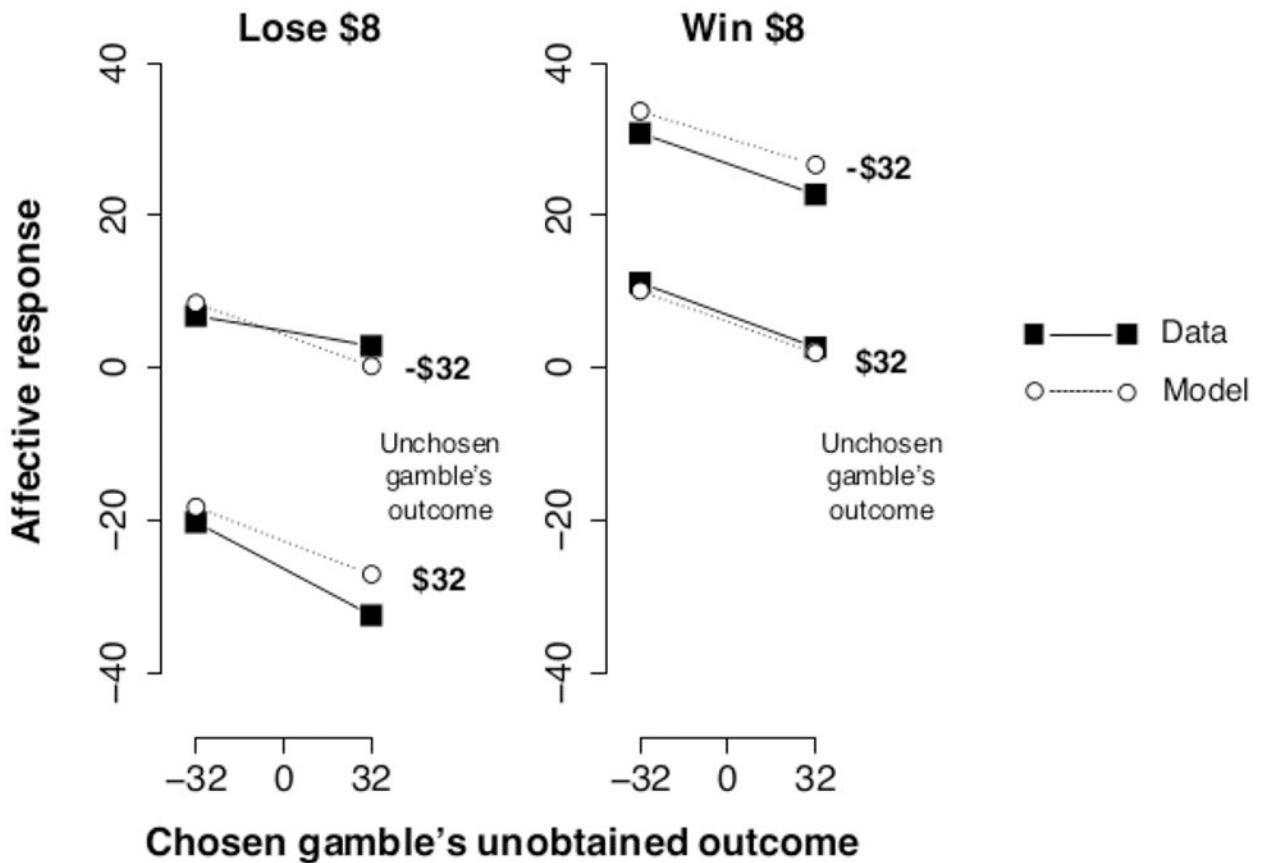 Lose $8
Win $8
Affective response
40
20
0
−20
−40
40
20
0
−20
−40
-$32
Unchosen
gamble's
outcome
$32
-$32
$32
Unchosen
gamble's
outcome
Data
Model
−32 0 32
−32 0 32
Chosen gamble's unobtained outcome